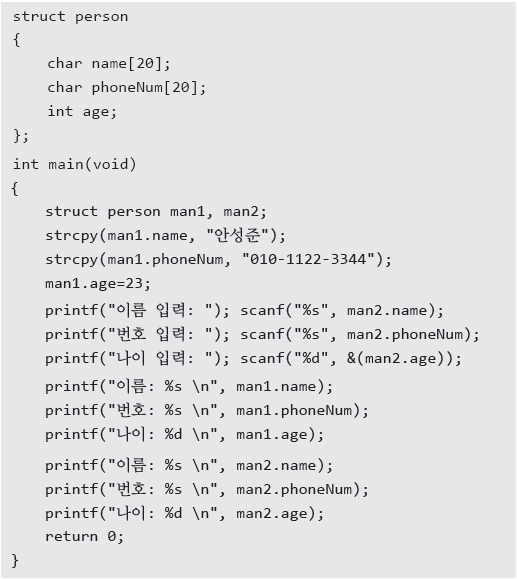 struct person
{
    char name[20];
    char phoneNum[20];
    int age;
};
int main(void)
{
    struct person man1, man2;
    strcpy(man1.name, "안성준");
    strcpy(man1.phoneNum, "010-1122-3344");
    man1.age=23;
    printf("이름 입력: "); scanf("%s", man2.name);
    printf("번호 입력: "); scanf("%s", man2.phoneNum);
    printf("나이 입력: "); scanf("%d", &(man2.age));
    printf("이름: %s \n", man1.name);
    printf("번호: %s \n", man1.phoneNum);
    printf("나이: %d \n", man1.age);
    printf("이름: %s \n", man2.name);
    printf("번호: %s \n", man2.phoneNum);
    printf("나이: %d \n", man2.age);
    return 0;
}